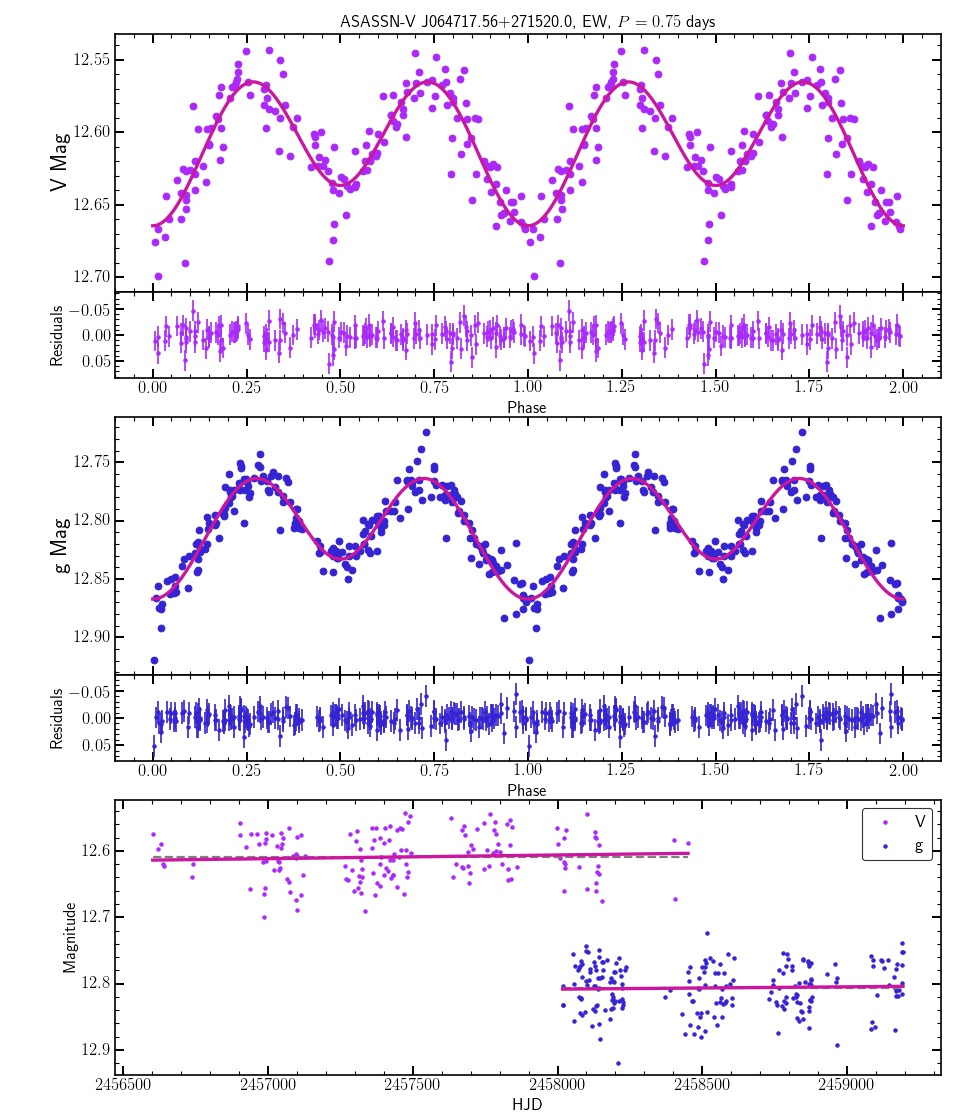 ASASSN-V J064717.56+271520.0, EW, P = 0.75 days
V Mag
12.55
12.60
12.65
12.70
Residuals
−0.05
0.00
0.05
0.00 0.25 0.50 0.75 1.00 1.25 1.50 1.75 2.00
Phase
g Mag
12.75
12.80
12.85
12.90
Residuals
−0.05
0.00
0.05
0.00 0.25 0.50 0.75 1.00 1.25 1.50 1.75 2.00
Phase
Magnitude
12.6
12.7
12.8
12.9
V
g
2456500 2457000 2457500 2458000 2458500 2459000
HJD